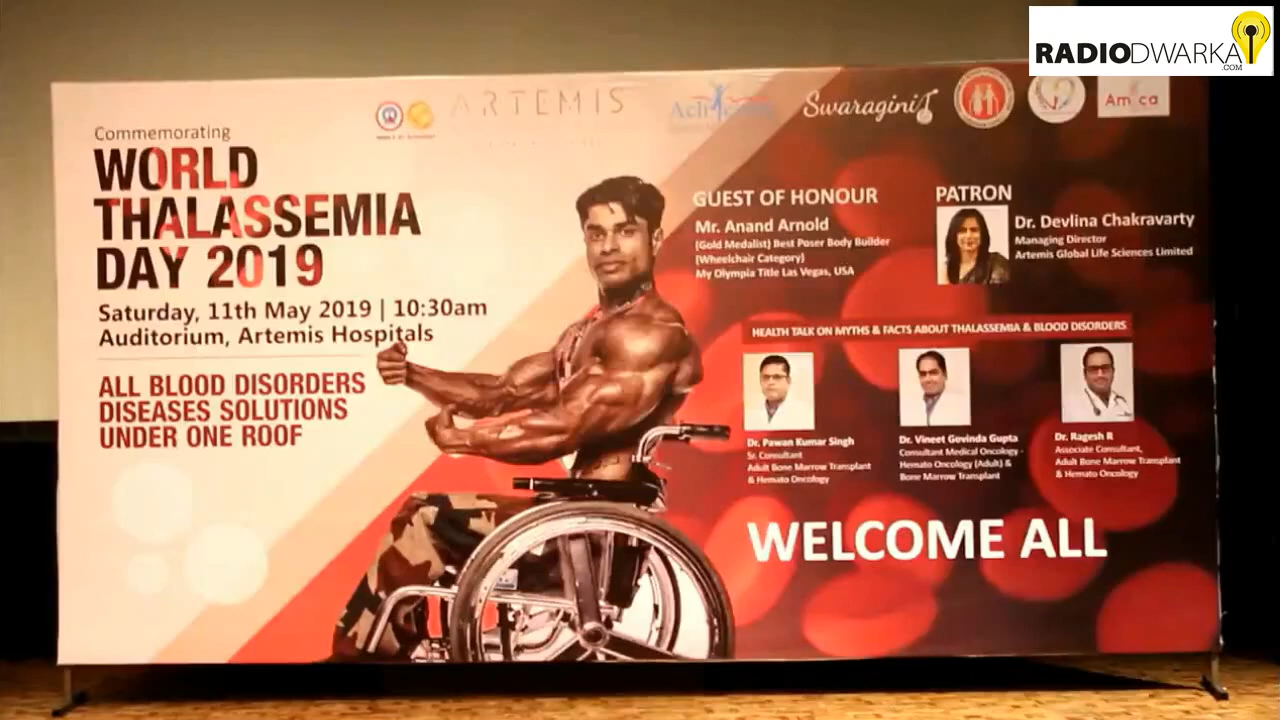 RADIODWARKA
.COM
ARTEMIS
Swaragini
Commemorating
WORLD
THALASSEMIA
DAY 2019
Saturday, 11th May 2019 | 10:30am
Auditorium, Artemis Hospitals
ALL BLOOD DISORDERS
DISEASES SOLUTIONS
UNDER ONE ROOF
GUEST OF HONOUR
Mr. Anand Arnold
(Gold Medalist) Best Poser Body Builder
(Wheelchair Category)
My Olympia Title Las Vegas, USA
PATRON
Dr. Devlina Chakravarty
Managing Director
Artemis Global Life Sciences Limited
HEALTH TALK ON MYTHS & FACTS ABOUT THALASSEMIA & BLOOD DISORDERS
Dr. Pawan Kumar Singh
Sr. Consultant
Adult Bone Marrow Transplant
& Hemato Oncology
Dr. Vineet Govinda Gupta
Consultant Medical Oncology -
Hemato Oncology (Adult) &
Bone Marrow Transplant
Dr. Ragesh R
Associate Consultant,
Adult Bone Marrow Transplant
& Hemato Oncology
WELCOME ALL